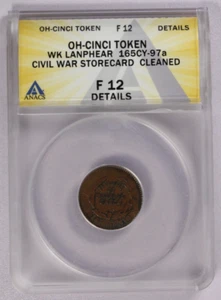 OH-CINCI TOKEN F 12 DETAILS
OH-CINCI TOKEN
WK LANPHEAR 165CY-97a
CIVIL WAR STORECARD CLEANED
F 12
DETAILS
ANACS